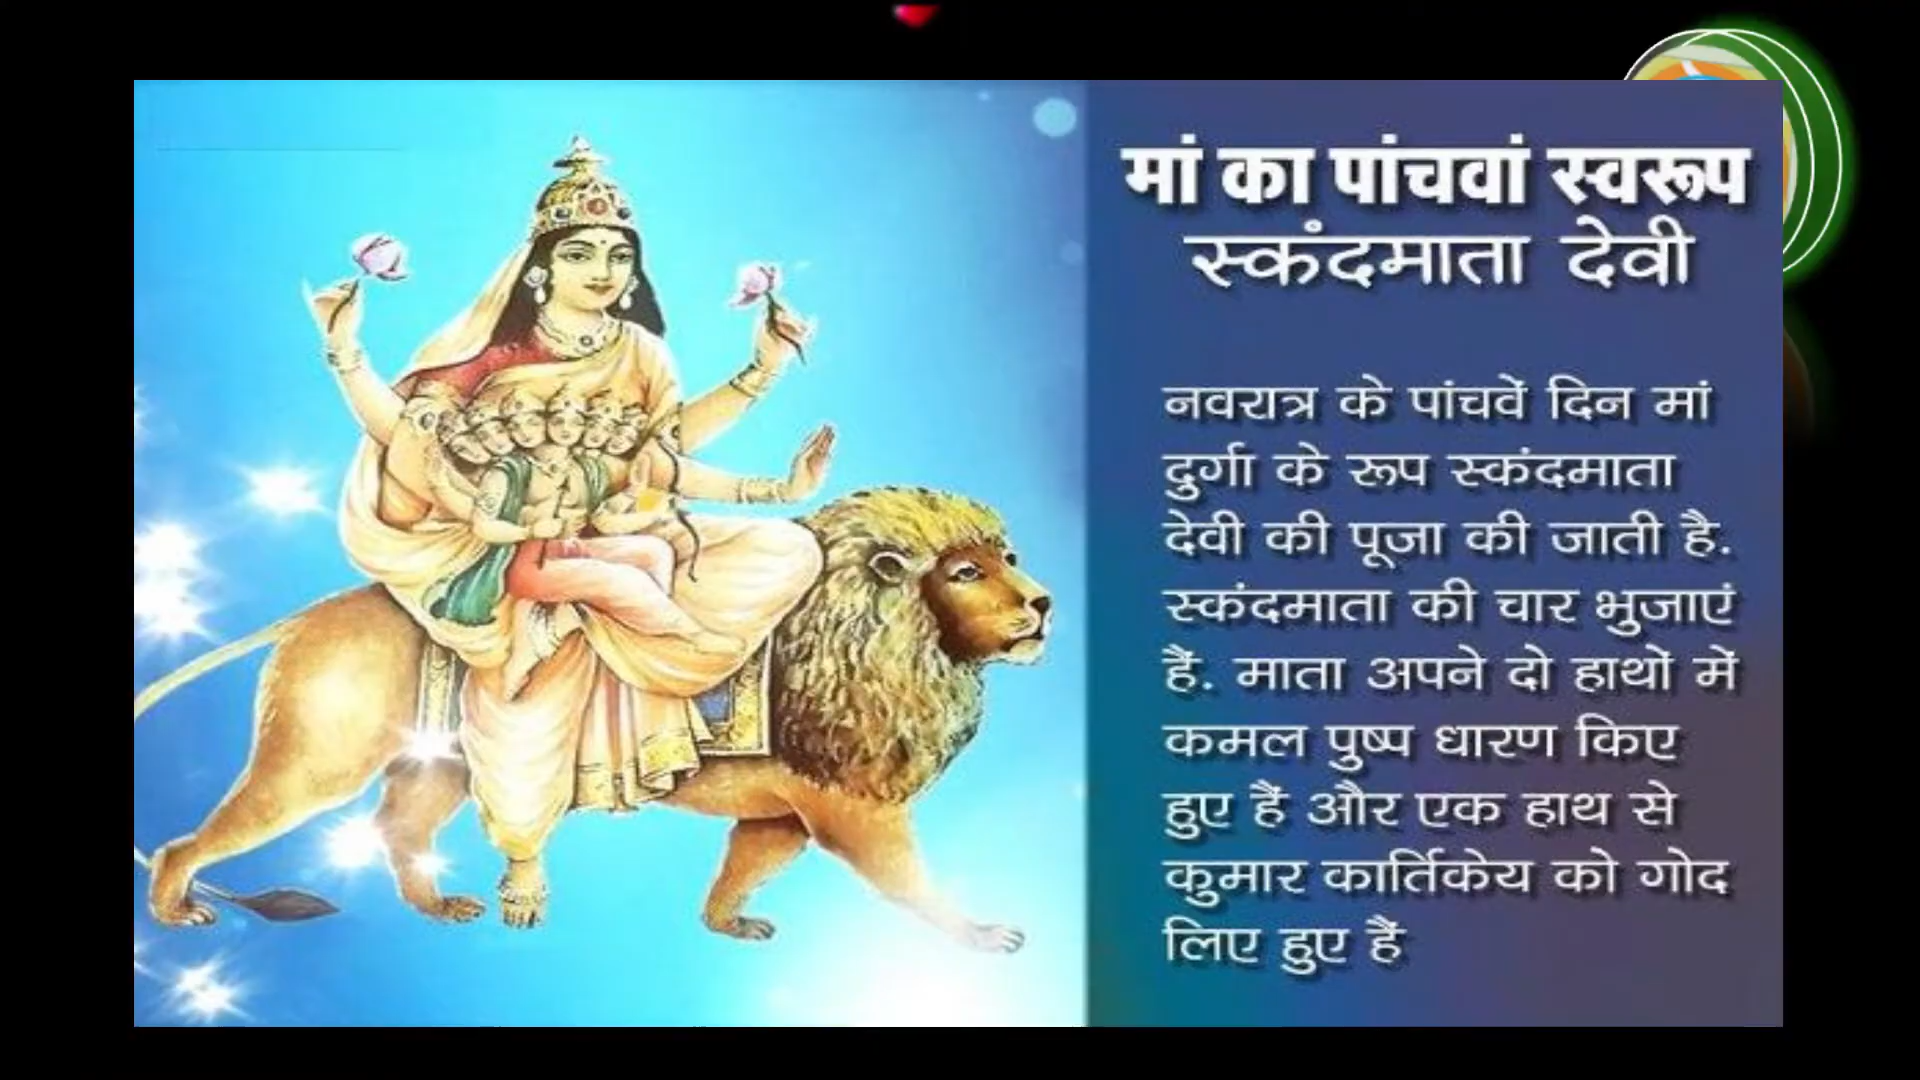 मां का पांचवां स्वरूप
स्कंदमाता देवी
नवरात्र के पांचवें दिन मां
दुर्गा के रूप स्कंदमाता
देवी की पूजा की जाती है.
स्कंदमाता की चार भुजाएं
हैं. माता अपने दो हाथों में
कमल पुष्प धारण किए
हुए हैं और एक हाथ से
कुमार कार्तिकेय को गोद
लिए हुए हैं